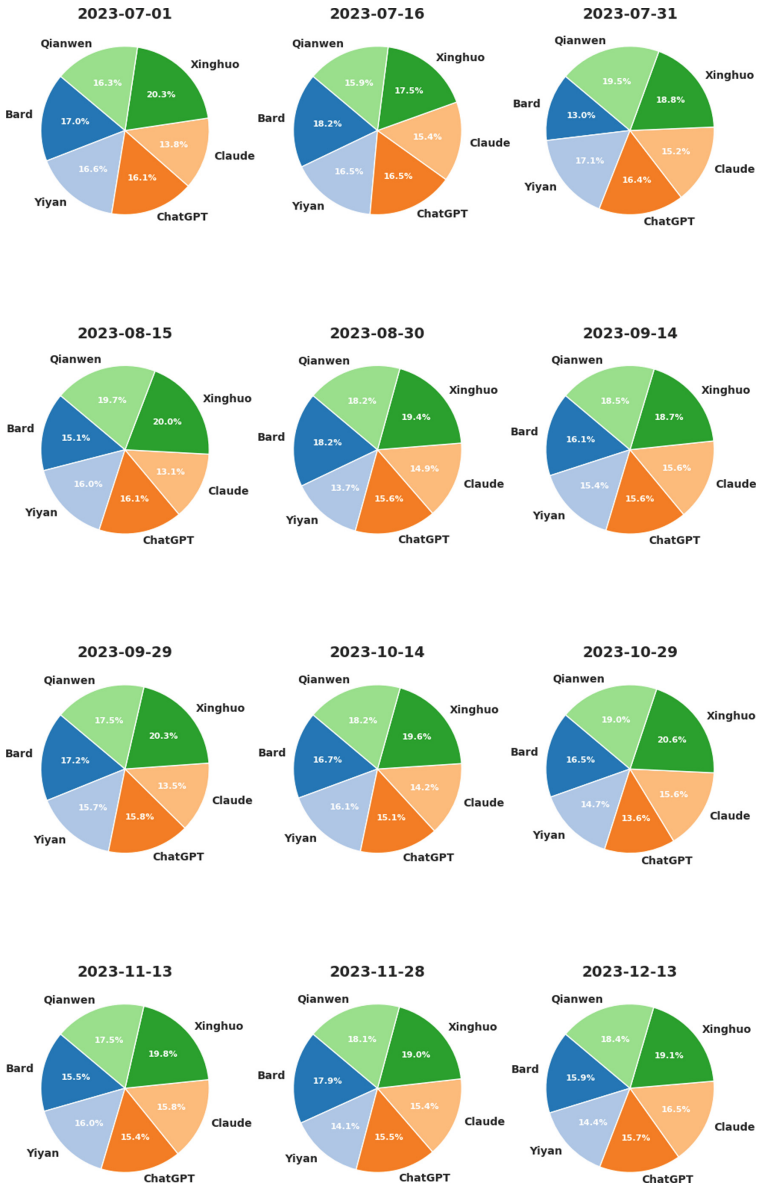 2023-07-01
2023-07-16
2023-07-31
Qianwen
16.3%
Xinghuo
20.3%
Bard
17.0%
13.8%
Claude
16.6%
16.1%
Yiyan
ChatGPT
Qianwen
15.9%
Xinghuo
17.5%
Bard
18.2%
15.4%
Claude
16.5%
16.5%
Yiyan
ChatGPT
Qianwen
19.5%
Xinghuo
18.8%
Bard
13.0%
15.2%
Claude
17.1%
16.4%
Yiyan
ChatGPT
2023-08-15
2023-08-30
2023-09-14
Qianwen
19.7%
Xinghuo
20.0%
Bard
15.1%
13.1%
Claude
16.0%
16.1%
Yiyan
ChatGPT
Qianwen
18.2%
Xinghuo
19.4%
Bard
18.2%
14.9%
Claude
13.7%
15.6%
Yiyan
ChatGPT
Qianwen
18.5%
Xinghuo
18.7%
Bard
16.1%
15.6%
Claude
15.4%
15.6%
Yiyan
ChatGPT
2023-09-29
2023-10-14
2023-10-29
Qianwen
17.5%
Xinghuo
20.3%
Bard
17.2%
13.5%
Claude
15.7%
15.8%
Yiyan
ChatGPT
Qianwen
18.2%
Xinghuo
19.6%
Bard
16.7%
14.2%
Claude
16.1%
15.1%
Yiyan
ChatGPT
Qianwen
19.0%
Xinghuo
20.6%
Bard
16.5%
15.6%
Claude
14.7%
13.6%
Yiyan
ChatGPT
2023-11-13
2023-11-28
2023-12-13
Qianwen
17.5%
Xinghuo
19.8%
Bard
15.5%
15.8%
Claude
16.0%
15.4%
Yiyan
ChatGPT
Qianwen
18.1%
Xinghuo
19.0%
Bard
17.9%
15.4%
Claude
14.1%
15.5%
Yiyan
ChatGPT
Qianwen
18.4%
Xinghuo
19.1%
Bard
15.9%
16.5%
Claude
14.4%
15.7%
Yiyan
ChatGPT